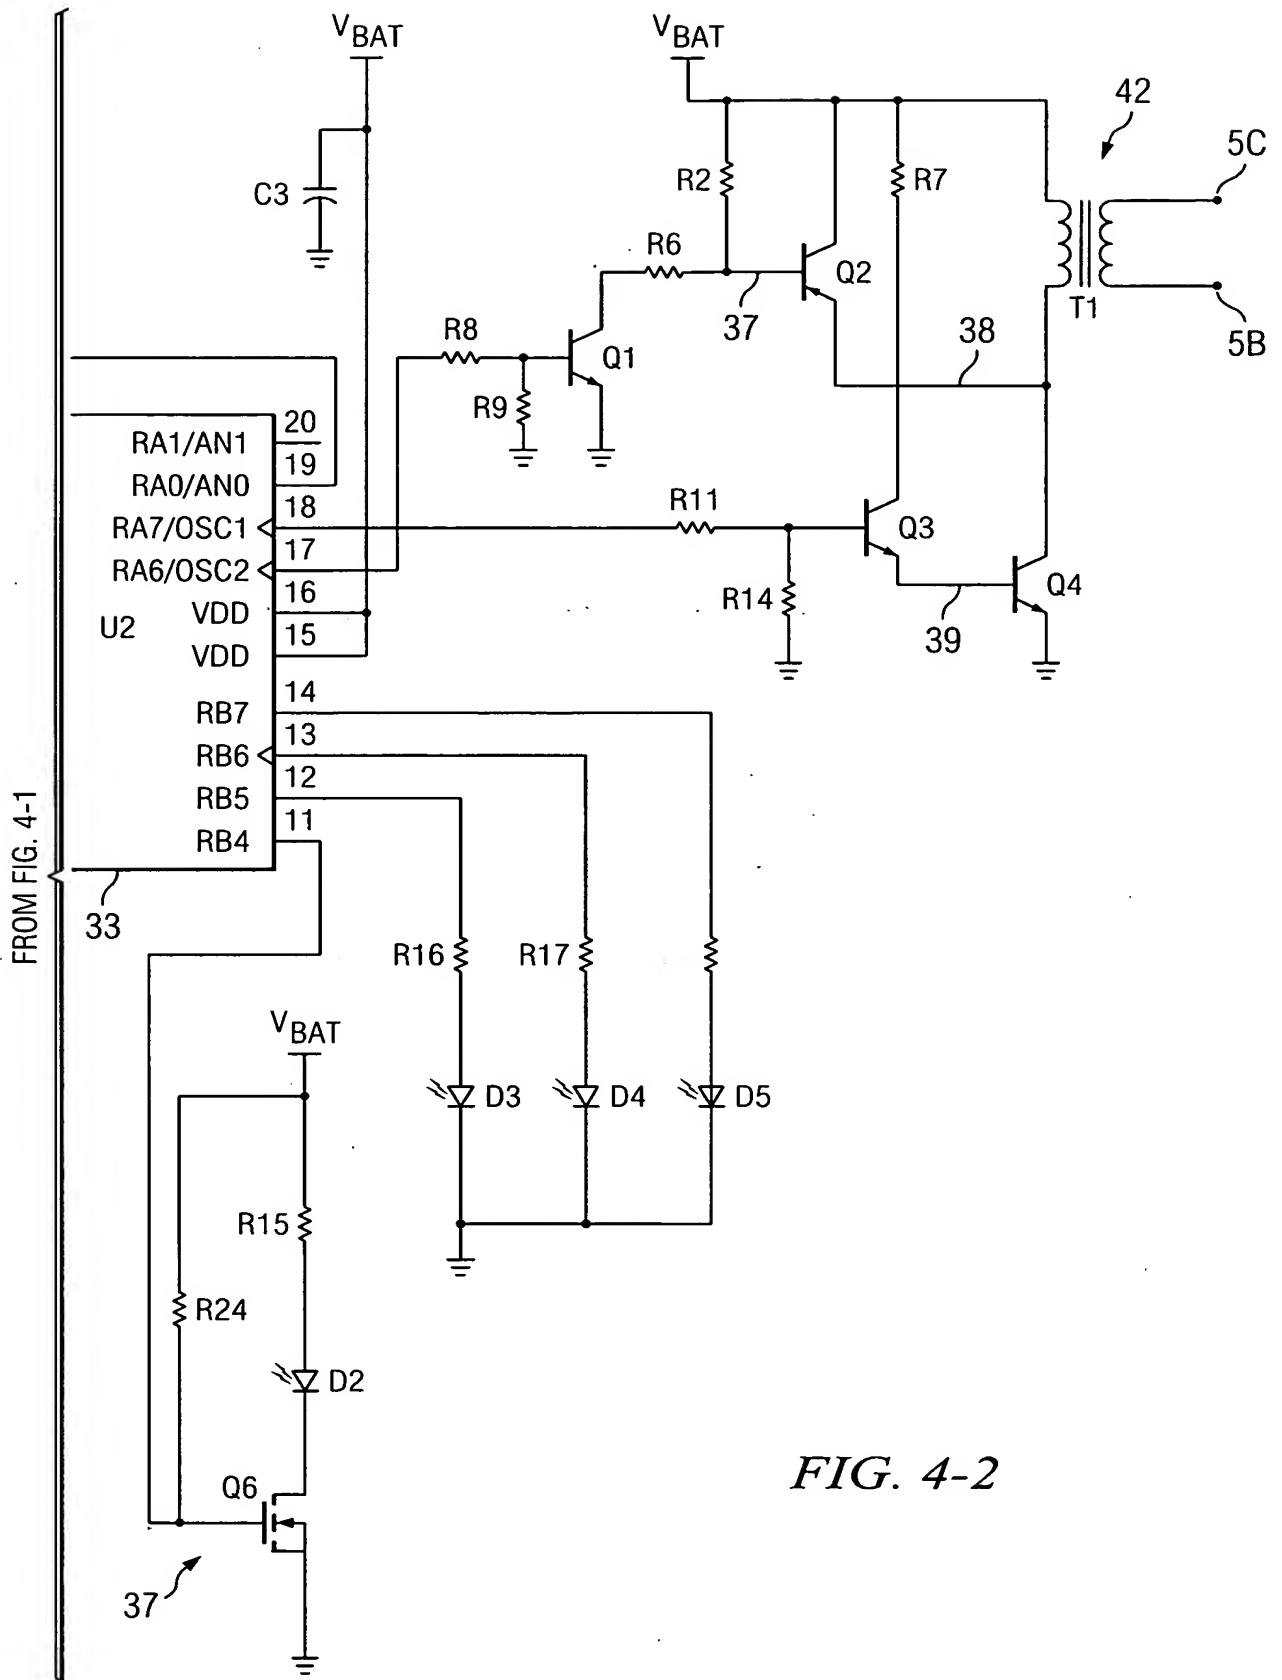 VBAT
VBAT
42
5C
C3
R2
R7
R6
Q2
37
T1
5B
R8
Q1
38
R9
20
RA1/AN1
19
RA0/AN0
18
RA7/OSC1
R11
Q3
17
RA6/OSC2
16
VDD
R14
39
Q4
U2
15
VDD
14
RB7
13
RB6
12
RB5
11
RB4
FROM FIG. 4-1
33
R16
R17
VBAT
D3
D4
D5
R15
R24
D2
Q6
37
FIG. 4-2